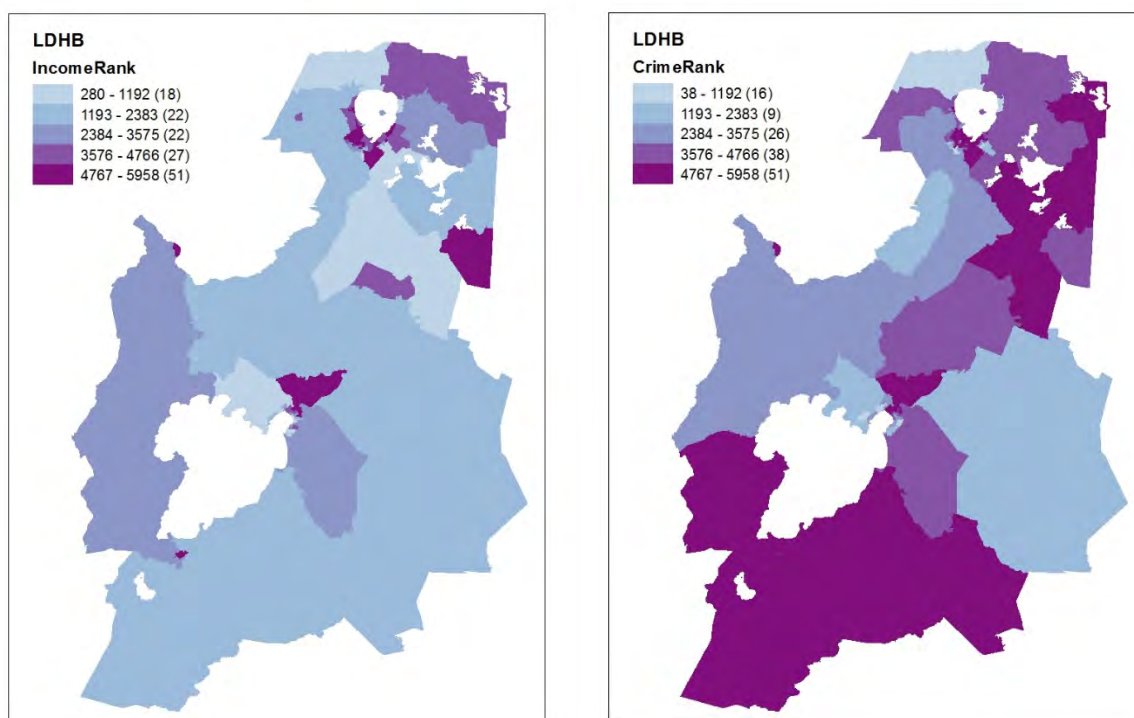 LDHB
IncomeRank
280 - 1192 (18)
1193 - 2383 (22)
2384 - 3575 (22)
3576 - 4766 (27)
4767 - 5958 (51)
LDHB
CrimeRank
38 - 1192 (16)
1193 - 2383 (9)
2384 - 3575 (26)
3576 - 4766 (38)
4767 - 5958 (51)